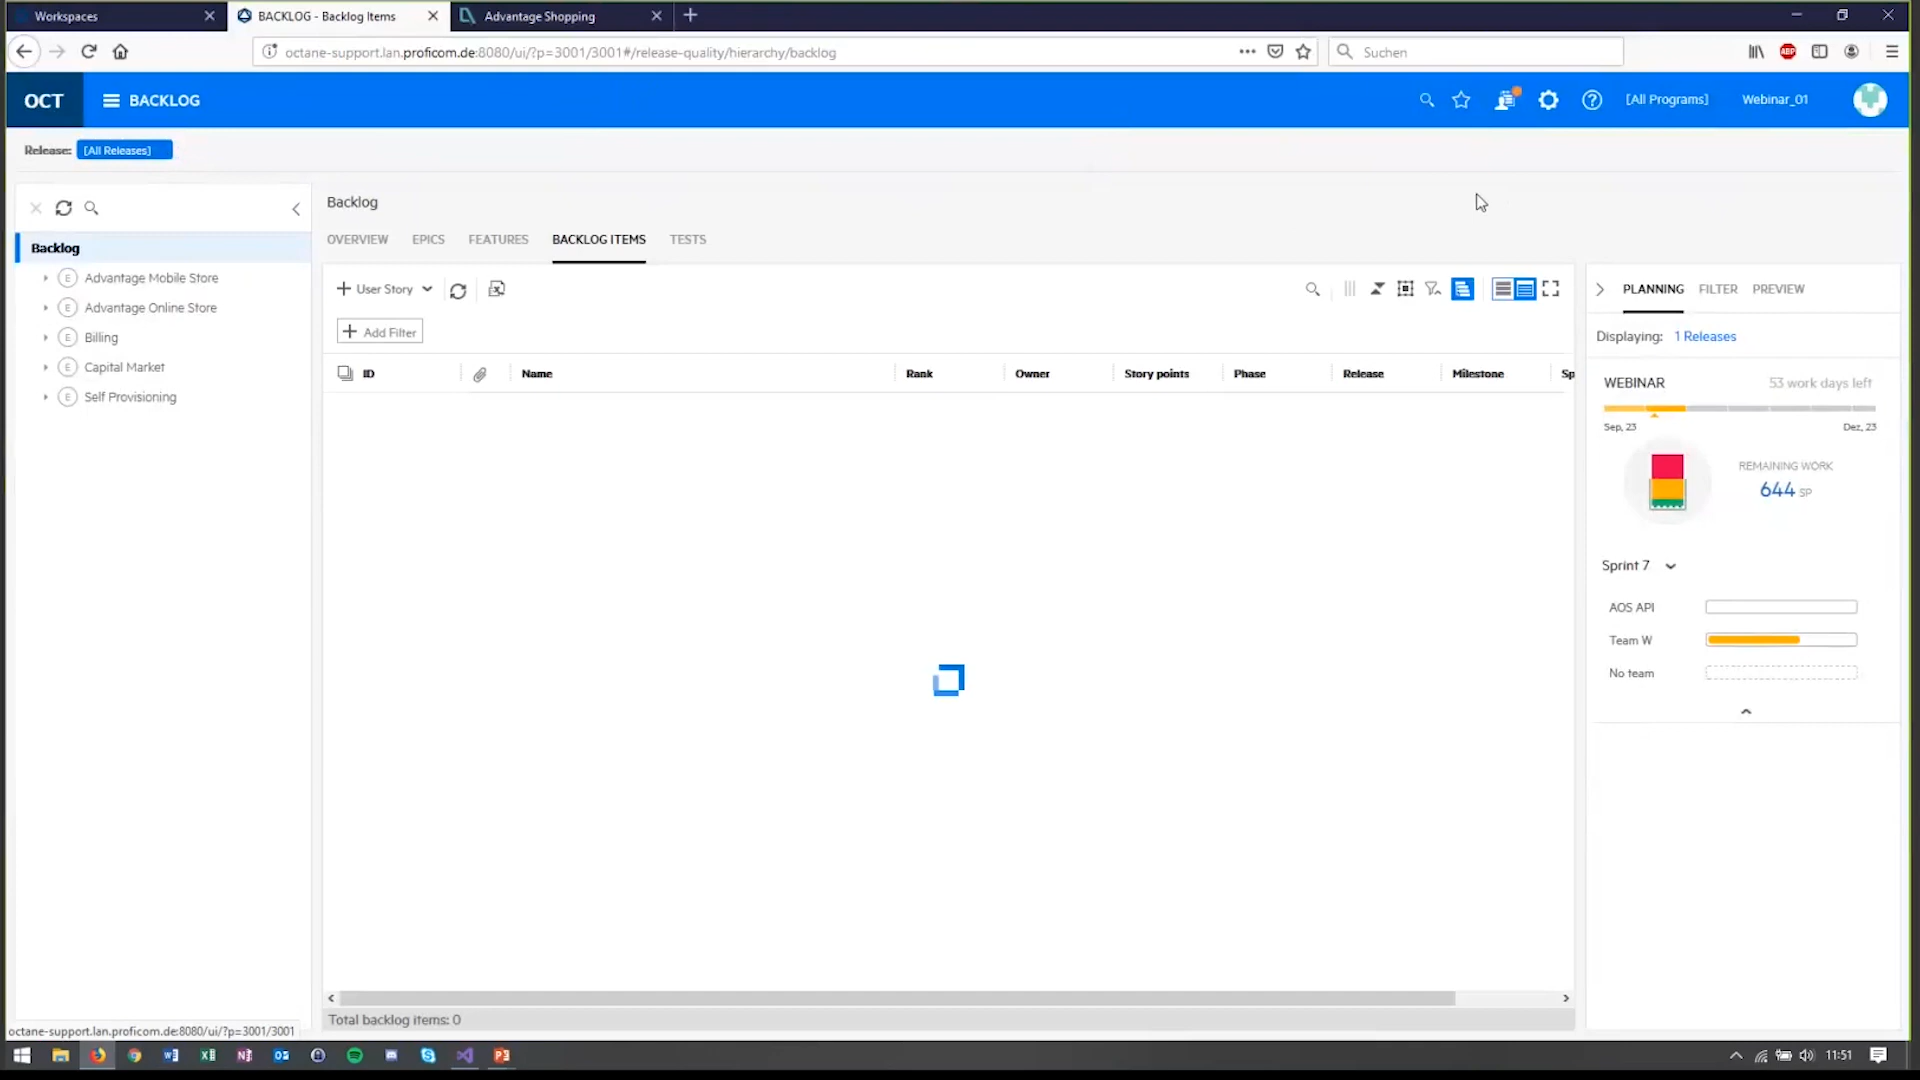 Workspaces
BACKLOG - Backlog Items
Advantage Shopping
octane-support.lan.proficom.de:8080/ui/?p=3001/3001#/release-quality/hierarchy/backlog
Suchen
ABP
OCT
BACKLOG
[All Programs]
Webinar_01
Release: [All Releases]
Backlog
E Advantage Mobile Store
E Advantage Online Store
E Billing
E Capital Market
E Self Provisioning
Backlog
OVERVIEW
EPICS
FEATURES
BACKLOG ITEMS
TESTS
User Story
Add Filter
ID
Name
Rank
Owner
Story points
Phase
Release
Milestone
Sp
Total backlog items: 0
PLANNING
FILTER
PREVIEW
Displaying: 1 Releases
WEBINAR
53 work days left
Sep, 23
Dez, 23
REMAINING WORK
644 SP
Sprint 7
AOS API
Team W
No team
octane-support.lan.proficom.de:8080/ui/?p=3001/3001
11:51